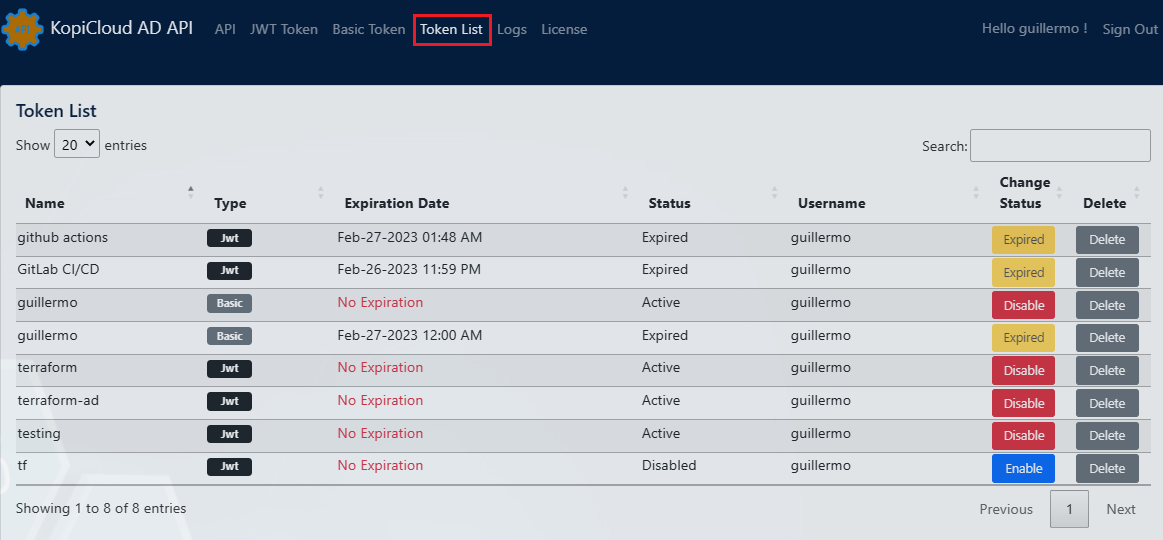 KopiCloud AD API API JWT Token Basic Token Token List Logs License Hello guillermo ! Sign Out
Token List
Show 20 entries Search:
Name Type Expiration Date Status Username Change Status Delete
github actions Jwt Feb-27-2023 01:48 AM Expired guillermo Expired Delete
GitLab CI/CD Jwt Feb-26-2023 11:59 PM Expired guillermo Expired Delete
guillermo Basic No Expiration Active guillermo Disable Delete
guillermo Basic Feb-27-2023 12:00 AM Expired guillermo Expired Delete
terraform Jwt No Expiration Active guillermo Disable Delete
terraform-ad Jwt No Expiration Active guillermo Disable Delete
testing Jwt No Expiration Active guillermo Disable Delete
tf Jwt No Expiration Disabled guillermo Enable Delete
Showing 1 to 8 of 8 entries Previous 1 Next